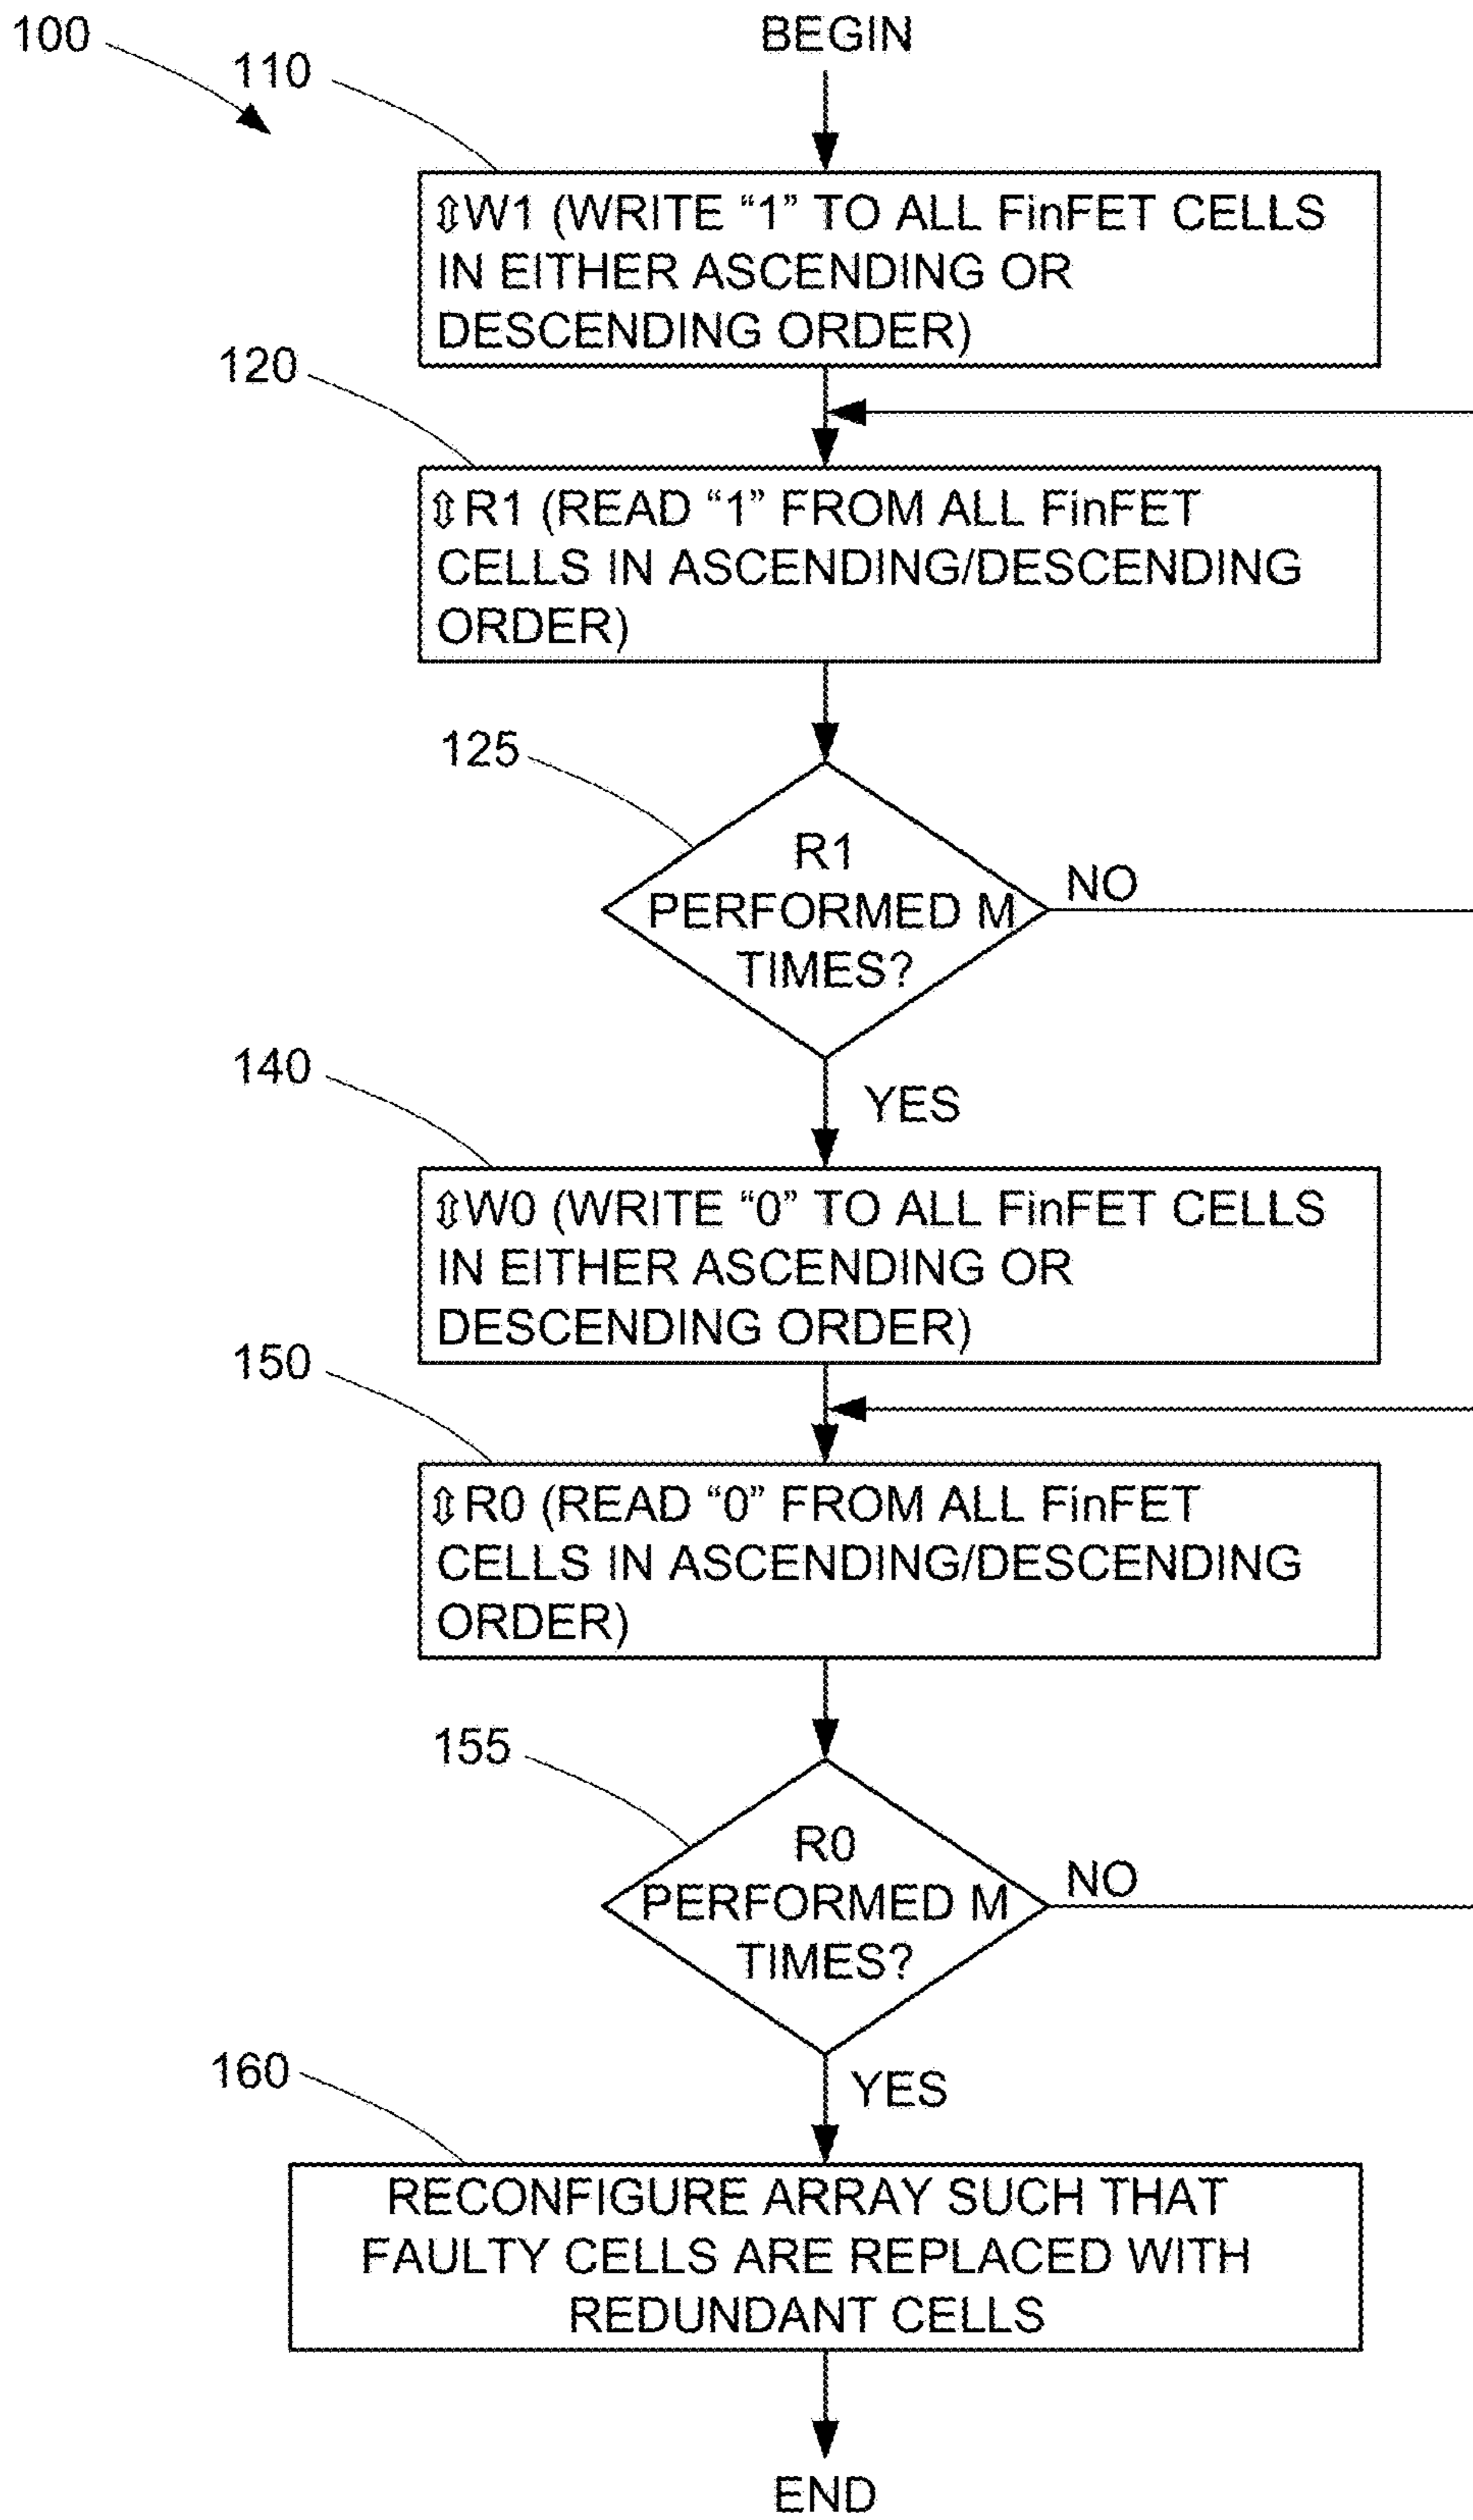 100
BEGIN
110
⇕W1 (WRITE “1” TO ALL FinFET CELLS
IN EITHER ASCENDING OR
DESCENDING ORDER)
120
⇕R1 (READ “1” FROM ALL FinFET
CELLS IN ASCENDING/DESCENDING
ORDER)
125
R1
PERFORMED M
TIMES?
NO
YES
140
⇕W0 (WRITE “0” TO ALL FinFET CELLS
IN EITHER ASCENDING OR
DESCENDING ORDER)
150
⇕R0 (READ “0” FROM ALL FinFET
CELLS IN ASCENDING/DESCENDING
ORDER)
155
R0
PERFORMED M
TIMES?
NO
YES
160
RECONFIGURE ARRAY SUCH THAT
FAULTY CELLS ARE REPLACED WITH
REDUNDANT CELLS
END